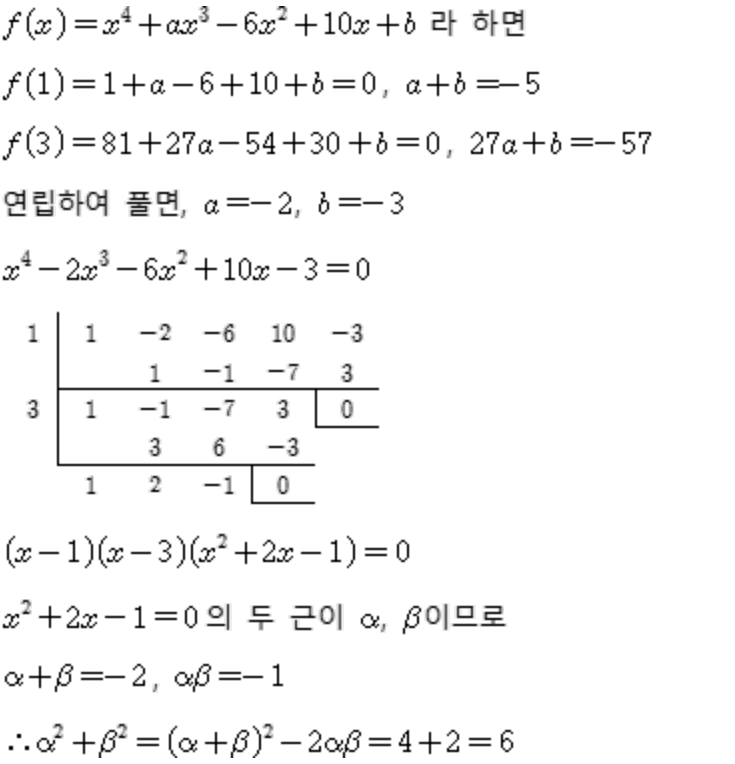 f(x)=x⁴+ax³−6x²+10x+b 라 하면
f(1)=1+a−6+10+b=0, a+b=−5
f(3)=81+27a−54+30+b=0, 27a+b=−57
연립하여 풀면, a=−2, b=−3
x⁴−2x³−6x²+10x−3=0
1 1 −2 −6 10 −3
1 −1 −7 3
3 1 −1 −7 3 0
3 6 −3
1 2 −1 0
(x−1)(x−3)(x²+2x−1)=0
x²+2x−1=0의 두 근이 α, β이므로
α+β=−2, αβ=−1
∴α²+β²=(α+β)²−2αβ=4+2=6